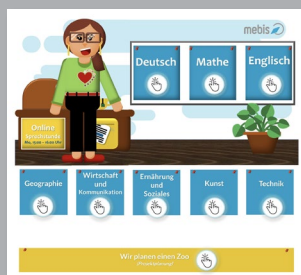 mebis
Deutsch
Mathe
Englisch
Online
Sprechstunde
Geographie
Wirtschaft
und
Kommunikation
Ernährung
und
Soziales
Kunst
Technik
Wir planen einen Zoo